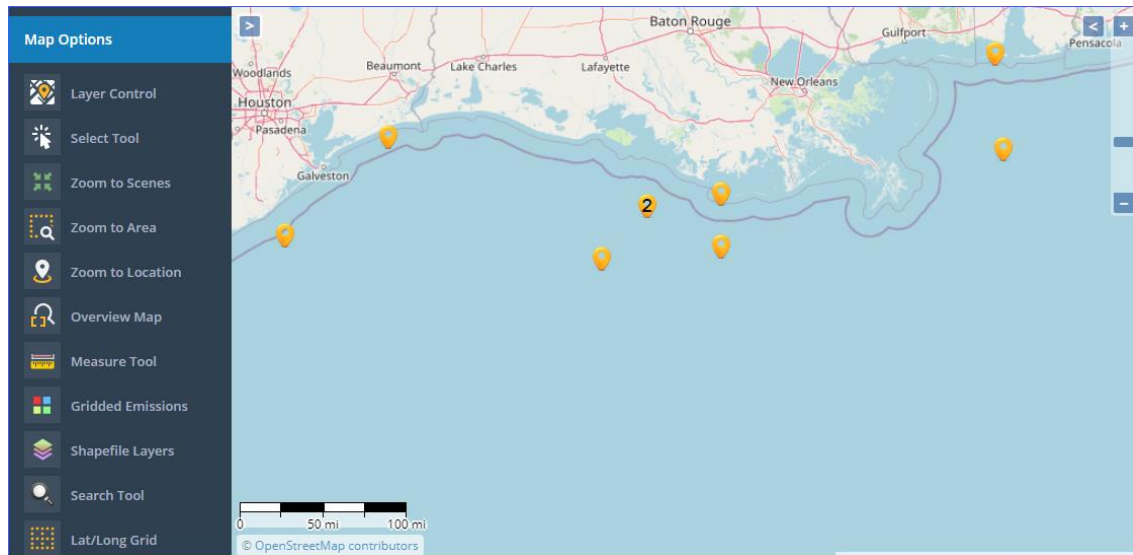 Map Options
Layer Control
Select Tool
Zoom to Scenes
Zoom to Area
Zoom to Location
Overview Map
Measure Tool
Gridded Emissions
Shapefile Layers
Search Tool
Lat/Long Grid
>
<
+
−
Baton Rouge
Gulfport
Pensacola
Beaumont
Lake Charles
Lafayette
Woodlands
New Orleans
Houston
Pasadena
Galveston
2
0 50 mi 100 mi
© OpenStreetMap contributors